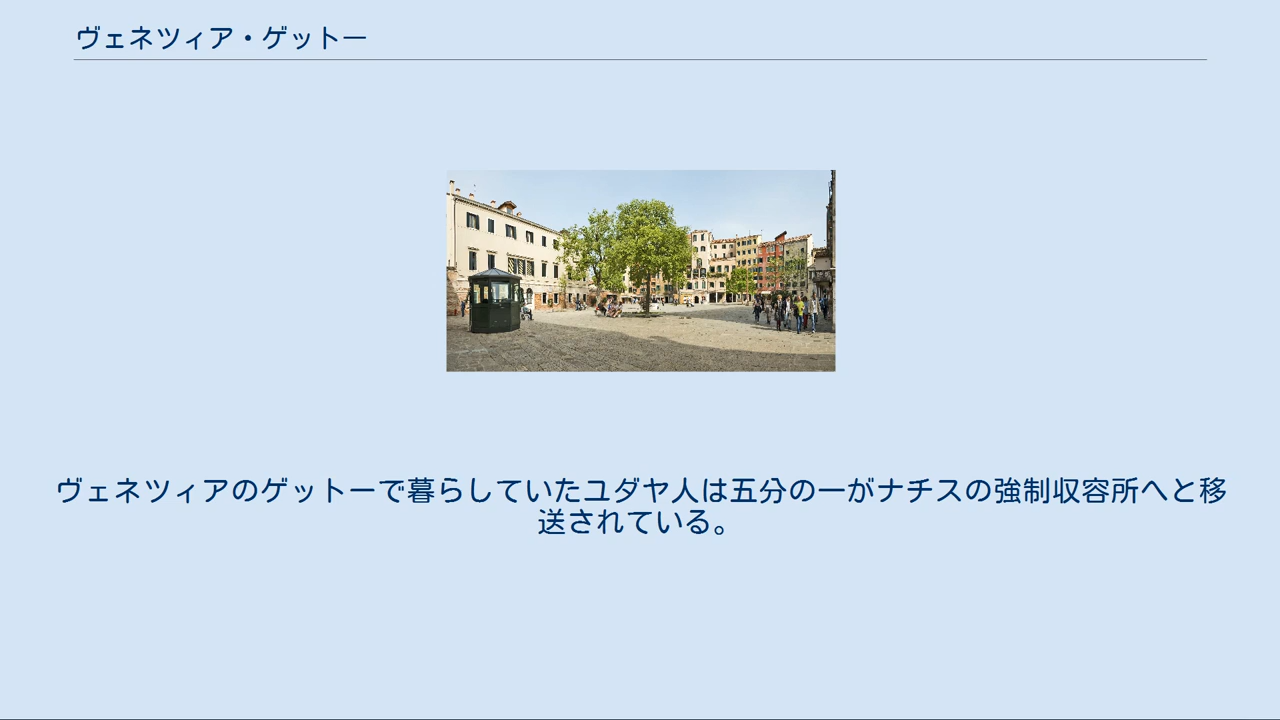 ヴェネツィア・ゲットー
ヴェネツィアのゲットーで暮らしていたユダヤ人は五分の一がナチスの強制収容所へと移
送されている。